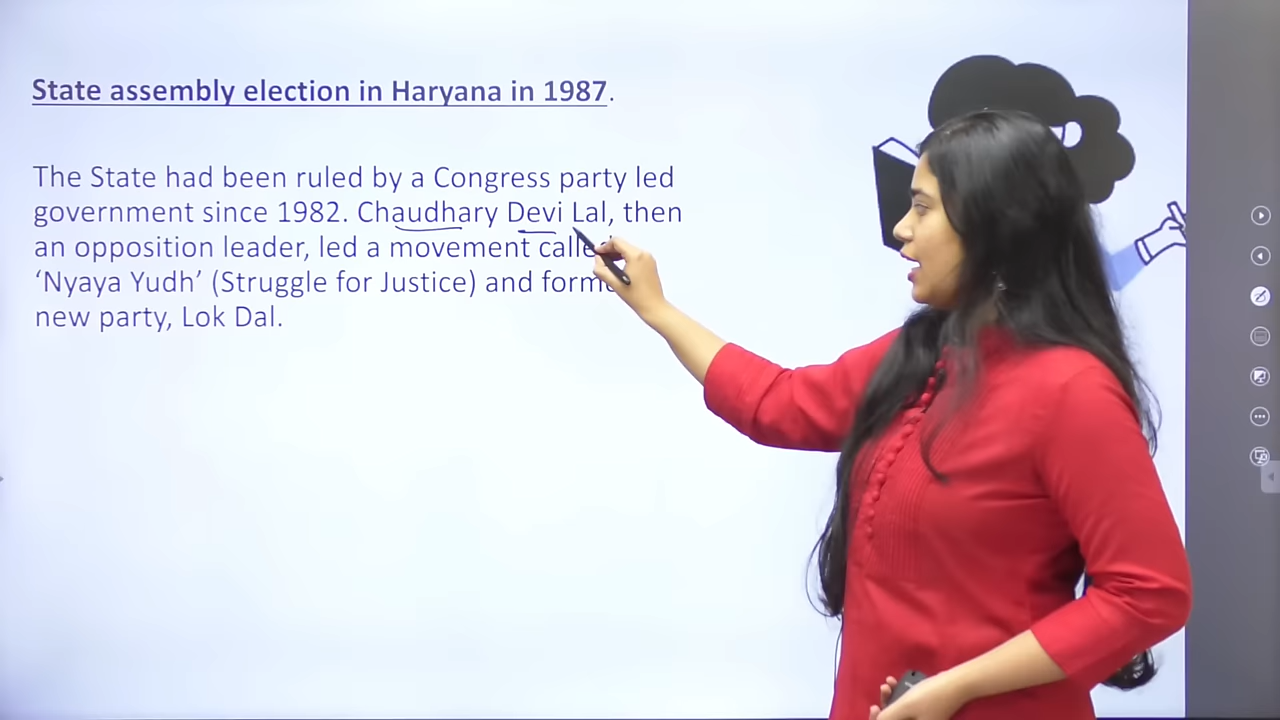 State assembly election in Haryana in 1987.
The State had been ruled by a Congress party led
government since 1982. Chaudhary Devi Lal, then
an opposition leader, led a movement
'Nyaya Yudh' (Struggle for Justice) and
new party, Lok Dal.